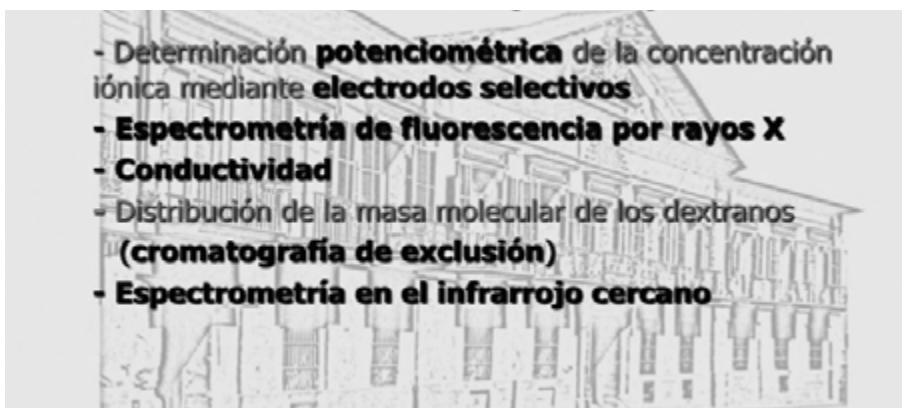 - Determinación potenciométrica de la concentración
iónica mediante electrodos selectivos
- Espectrometría de fluorescencia por rayos X
- Conductividad
- Distribución de la masa molecular de los dextranos
(cromatografía de exclusión)
- Espectrometría en el infrarrojo cercano